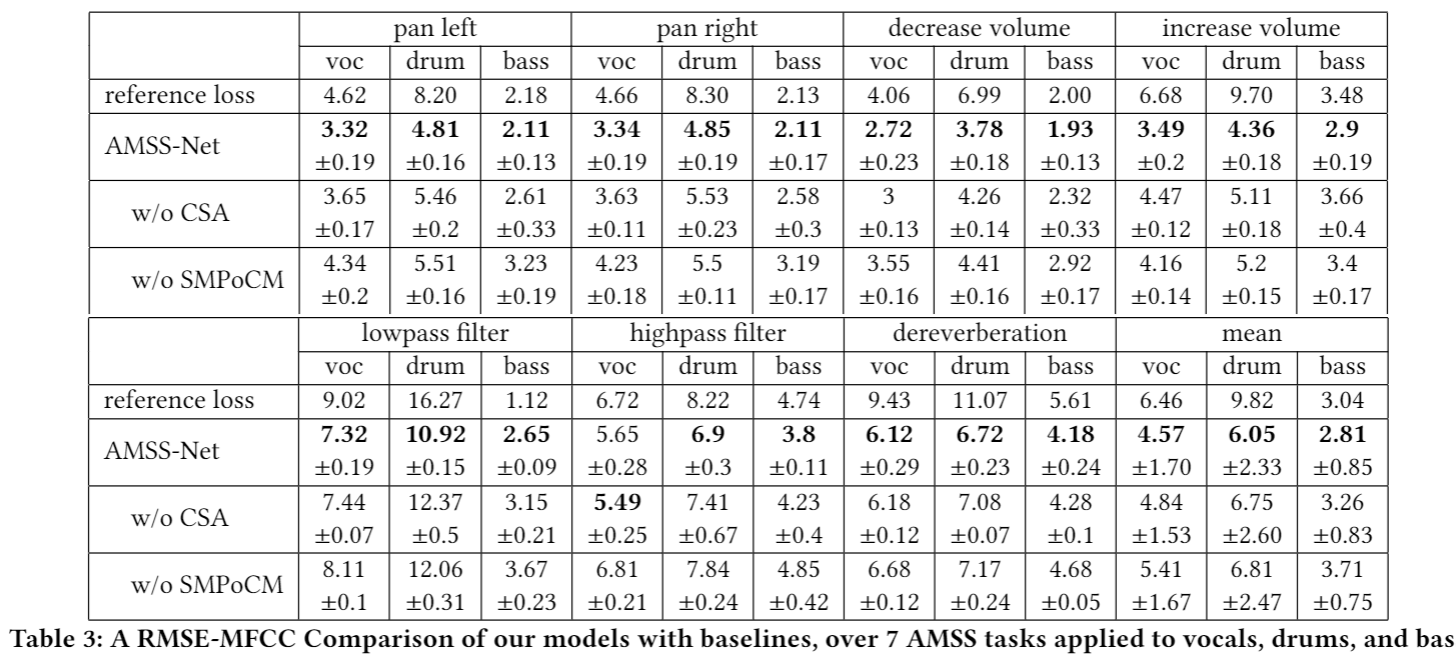 pan left pan right decrease volume increase volume
voc drum bass voc drum bass voc drum bass voc drum bass
reference loss 4.62 8.20 2.18 4.66 8.30 2.13 4.06 6.99 2.00 6.68 9.70 3.48
AMSS-Net 3.32 4.81 2.11 3.34 4.85 2.11 2.72 3.78 1.93 3.49 4.36 2.9
±0.19 ±0.16 ±0.13 ±0.19 ±0.19 ±0.17 ±0.23 ±0.18 ±0.13 ±0.2 ±0.18 ±0.19
w/o CSA 3.65 5.46 2.61 3.63 5.53 2.58 3 4.26 2.32 4.47 5.11 3.66
±0.17 ±0.2 ±0.33 ±0.11 ±0.23 ±0.3 ±0.13 ±0.14 ±0.33 ±0.12 ±0.18 ±0.4
w/o SMPoCM 4.34 5.51 3.23 4.23 5.5 3.19 3.55 4.41 2.92 4.16 5.2 3.4
±0.2 ±0.16 ±0.19 ±0.18 ±0.11 ±0.17 ±0.16 ±0.16 ±0.17 ±0.14 ±0.15 ±0.17
lowpass filter highpass filter dereverberation mean
voc drum bass voc drum bass voc drum bass voc drum bass
reference loss 9.02 16.27 1.12 6.72 8.22 4.74 9.43 11.07 5.61 6.46 9.82 3.04
AMSS-Net 7.32 10.92 2.65 5.65 6.9 3.8 6.12 6.72 4.18 4.57 6.05 2.81
±0.19 ±0.15 ±0.09 ±0.28 ±0.3 ±0.11 ±0.29 ±0.23 ±0.24 ±1.70 ±2.33 ±0.85
w/o CSA 7.44 12.37 3.15 5.49 7.41 4.23 6.18 7.08 4.28 4.84 6.75 3.26
±0.07 ±0.5 ±0.21 ±0.25 ±0.67 ±0.4 ±0.12 ±0.07 ±0.1 ±1.53 ±2.60 ±0.83
w/o SMPoCM 8.11 12.06 3.67 6.81 7.84 4.85 6.68 7.17 4.68 5.41 6.81 3.71
±0.1 ±0.31 ±0.23 ±0.21 ±0.24 ±0.42 ±0.12 ±0.24 ±0.05 ±1.67 ±2.47 ±0.75
Table 3: A RMSE-MFCC Comparison of our models with baselines, over 7 AMSS tasks applied to vocals, drums, and bas